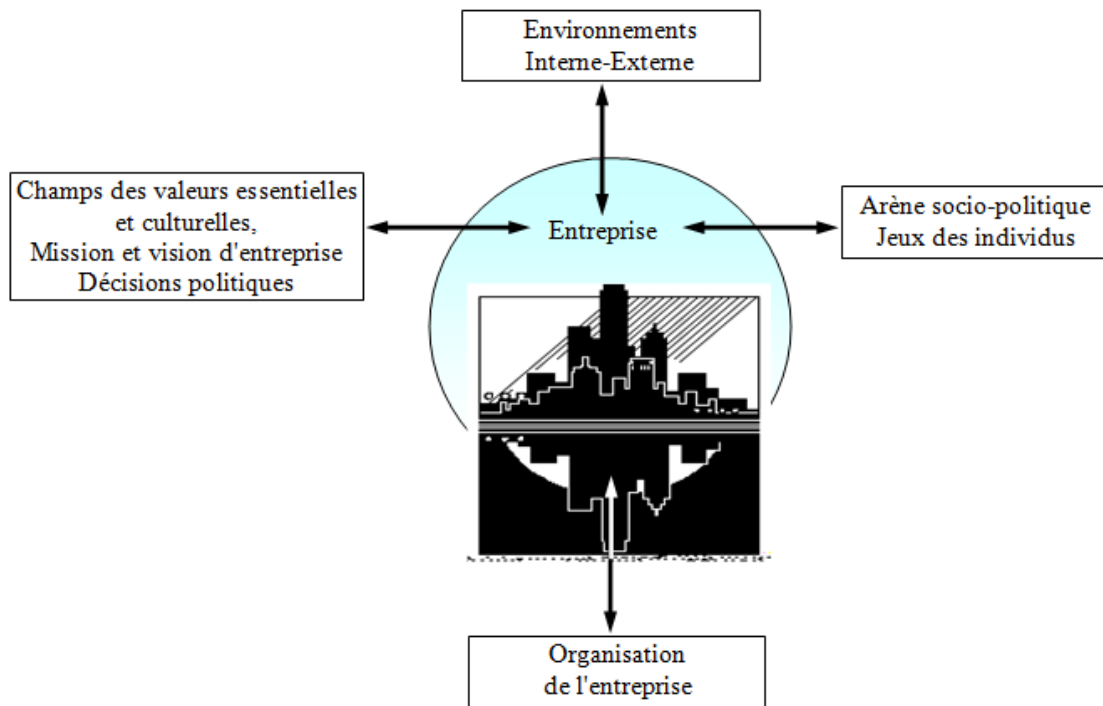 Environnements
Interne-Externe
Champs des valeurs essentielles
et culturelles,
Mission et vision d'entreprise
Décisions politiques
Entreprise
Arène socio-politique
Jeux des individus
Organisation
de l'entreprise